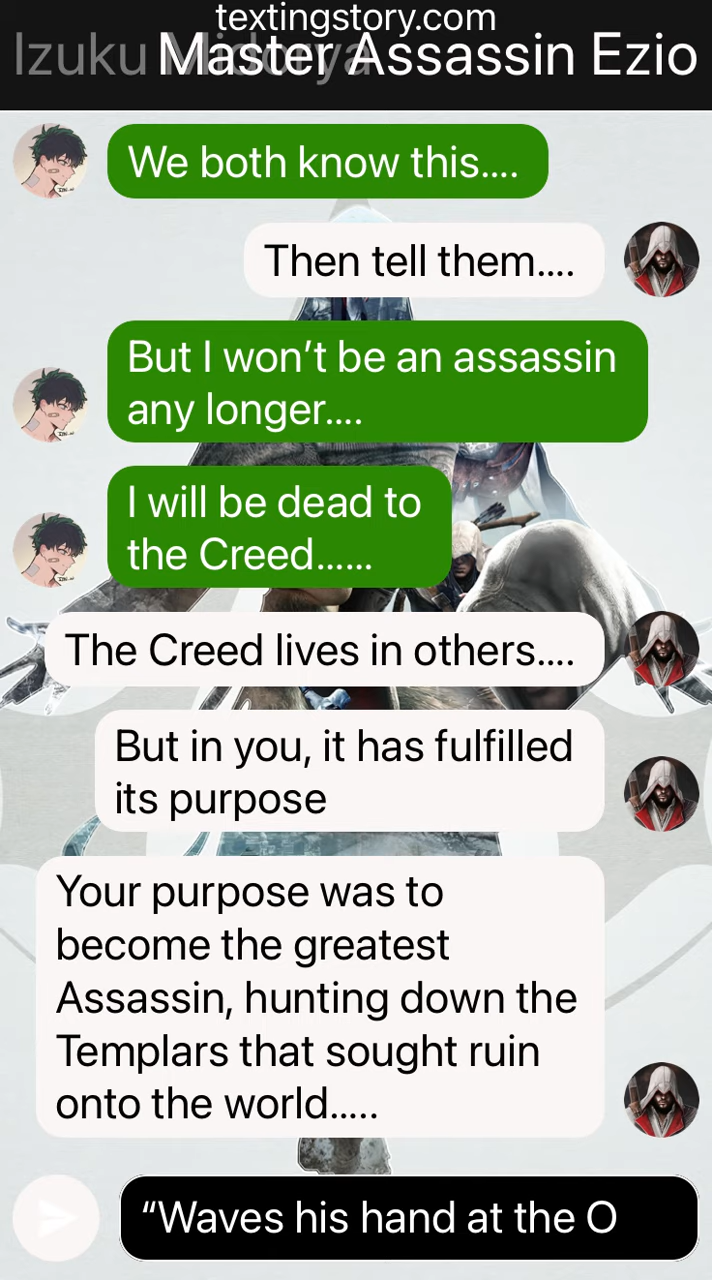 textingstory.com
Izuku Midorya
Master Assassin Ezio
We both know this....
Then tell them....
But I won’t be an assassin
any longer....
I will be dead to
the Creed......
The Creed lives in others....
But in you, it has fulfilled
its purpose
Your purpose was to
become the greatest
Assassin, hunting down the
Templars that sought ruin
onto the world.....
“Waves his hand at the O